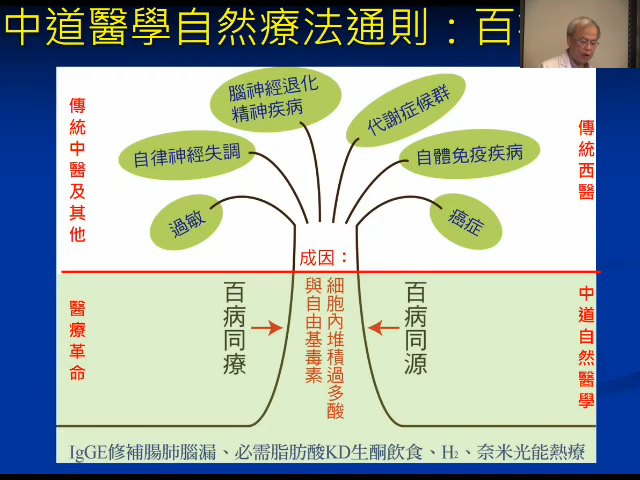 中道醫學自然療法通則：百
腦神經退化
精神疾病
代謝症候群
自律神經失調
自體免疫疾病
過敏
癌症
傳統中醫及其他
傳統西醫
成因：
醫療革命
百病同療
細胞內堆積過多酸
與自由基毒素
百病同源
中道自然醫學
IgGE修補腸肺腦漏、必需脂肪酸KD生酮飲食、H₂、奈米光能熱療